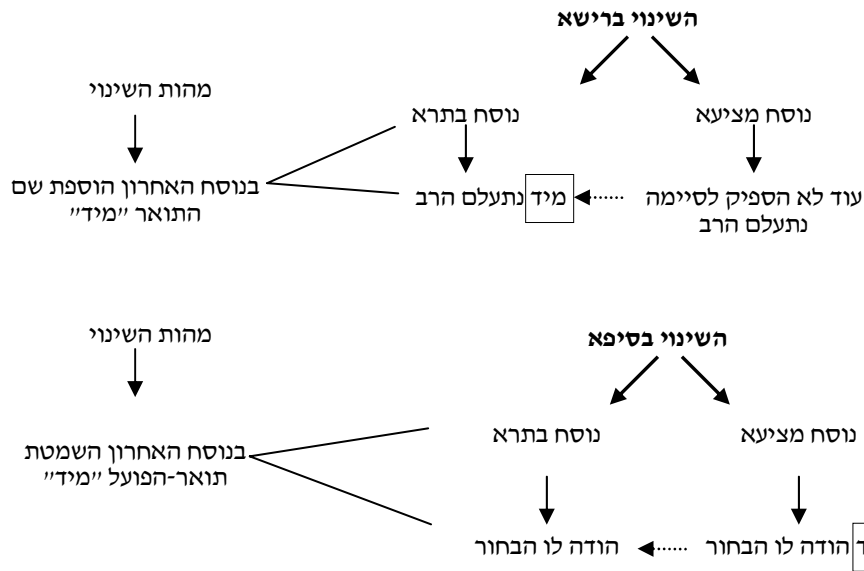 השינוי ברישא
מהות השינוי
נוסח מציעא
נוסח בתרא
עוד לא הספיק לסיימה
נתעלם הרב
מיד נתעלם הרב
בנוסח האחרון הוספת שם
התואר "מיד"
השינוי בסיפא
מהות השינוי
נוסח מציעא
נוסח בתרא
בנוסח האחרון השמטת
תואר-הפועל "מיד"
הודה לו הבחור
הודה לו הבחור